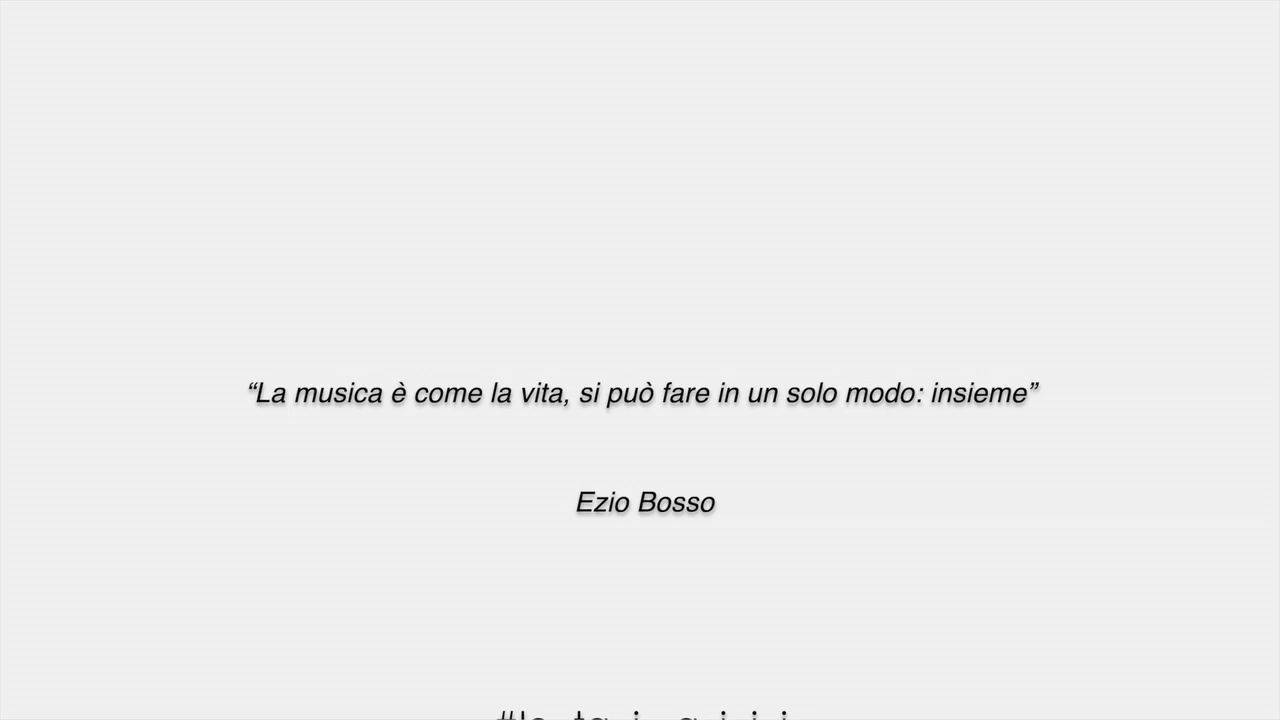 “La musica è come la vita, si può fare in un solo modo: insieme”
Ezio Bosso